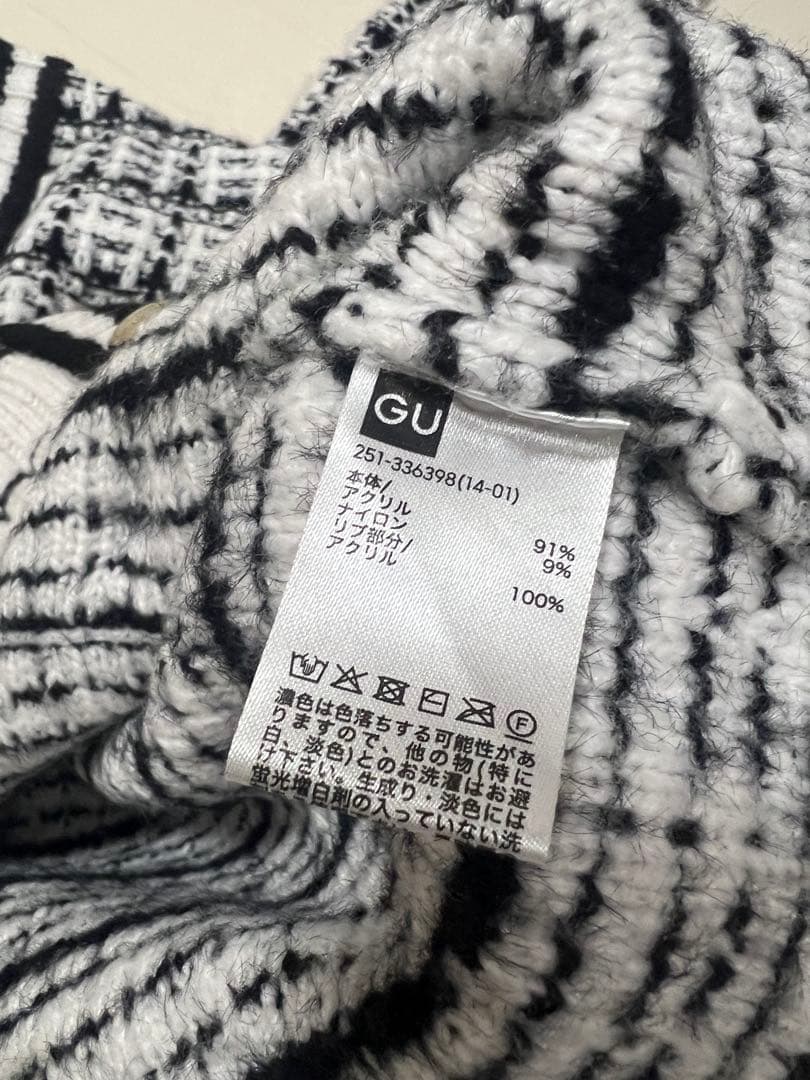 GU
251-336398(14-01)
本体/
アクリル 91%
ナイロン 9%
リブ部分/
アクリル 100%
F
濃色は色落ちする可能性があ
りますので、他の物(特に
白、淡色)とのお洗濯はお避
け下さい。生成り・淡色には
蛍光増白剤の入っていない洗